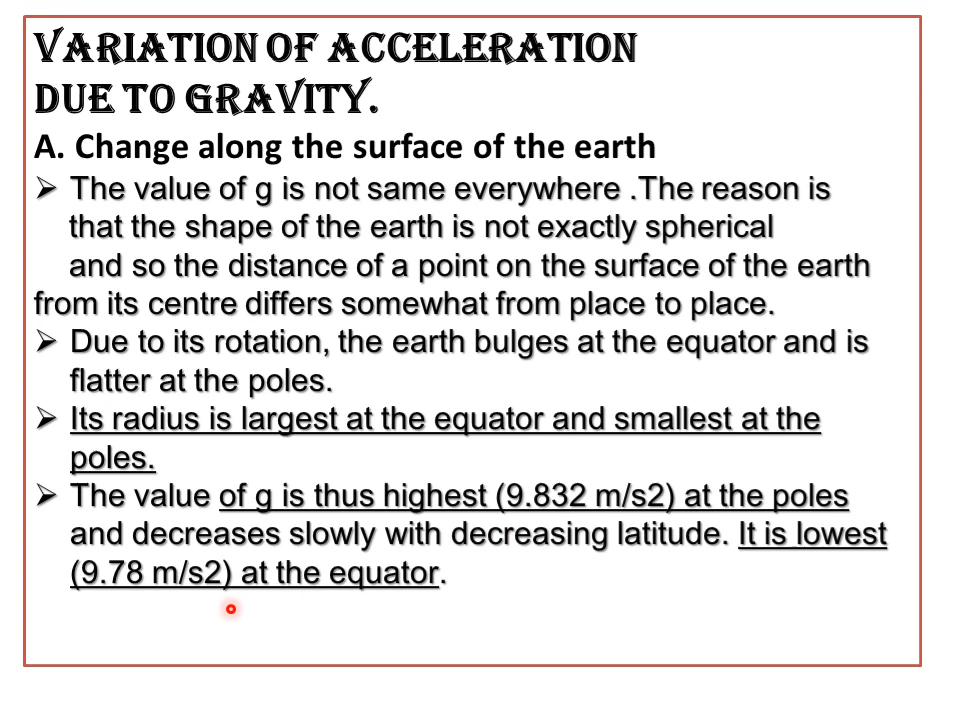 VARIATION OF ACCELERATION
DUE TO GRAVITY.
A. Change along the surface of the earth
➢ The value of g is not same everywhere .The reason is
that the shape of the earth is not exactly spherical
and so the distance of a point on the surface of the earth
from its centre differs somewhat from place to place.
➢ Due to its rotation, the earth bulges at the equator and is
flatter at the poles.
➢ Its radius is largest at the equator and smallest at the
poles.
➢ The value of g is thus highest (9.832 m/s2) at the poles
and decreases slowly with decreasing latitude. It is lowest
(9.78 m/s2) at the equator.